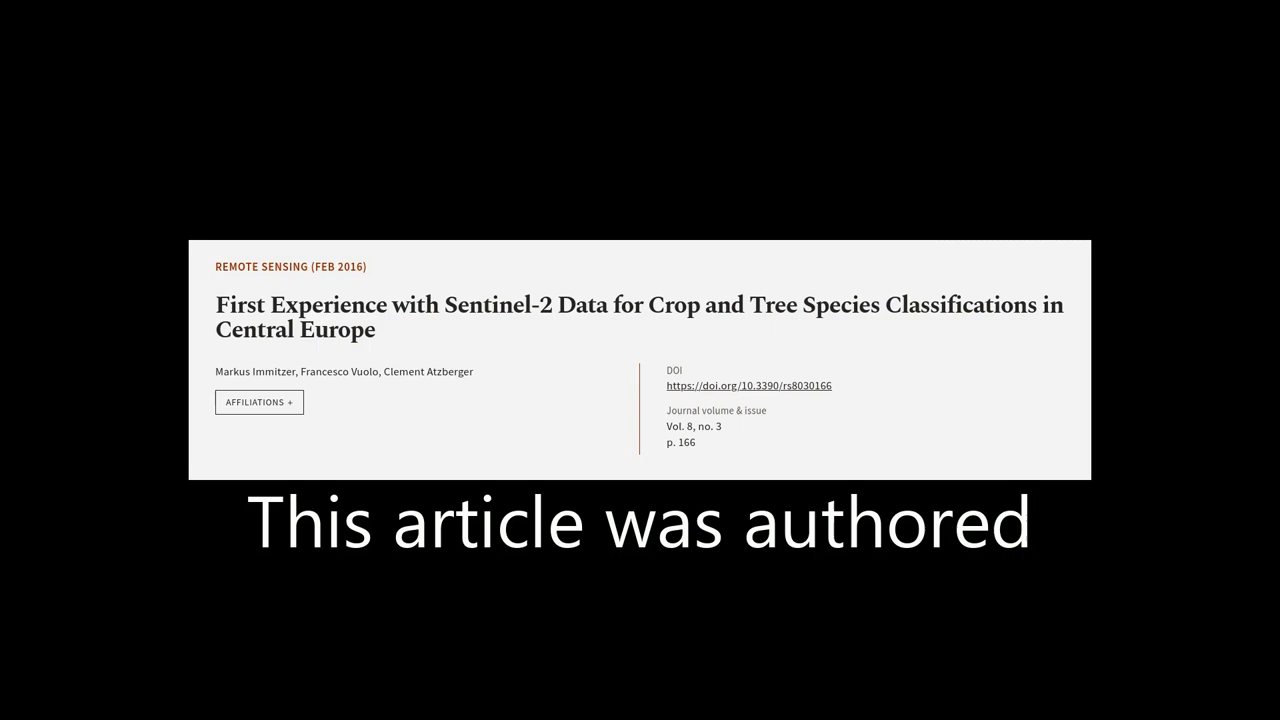 REMOTE SENSING (FEB 2016)
First Experience with Sentinel-2 Data for Crop and Tree Species Classifications in
Central Europe
Markus Immitzer, Francesco Vuolo, Clement Atzberger
AFFILIATIONS +
DOI
https://doi.org/10.3390/rs8030166
Journal volume & issue
Vol. 8, no. 3
p. 166
This article was authored